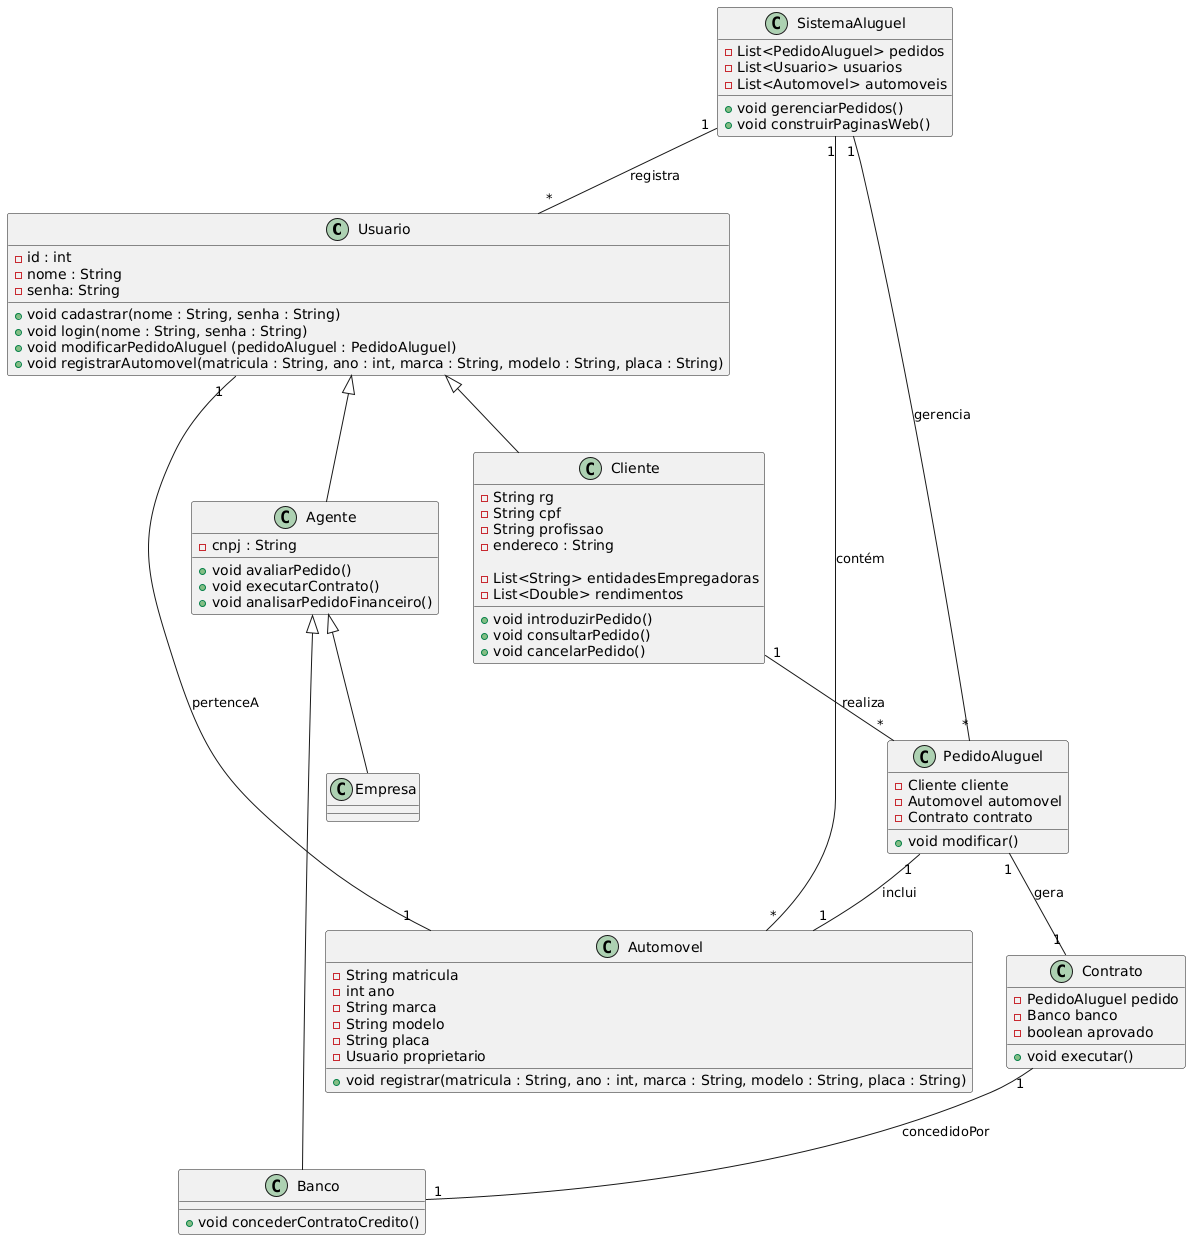 C SistemaAluguel
List<PedidoAluguel> pedidos
List<Usuario> usuarios
List<Automovel> automoveis
void gerenciarPedidos()
void construirPaginasWeb()
1
1
1
registra
*
C Usuario
id : int
nome : String
senha: String
void cadastrar(nome : String, senha : String)
void login(nome : String, senha : String)
void modificarPedidoAluguel (pedidoAluguel : PedidoAluguel)
void registrarAutomovel(matricula : String, ano : int, marca : String, modelo : String, placa : String)
1
gerencia
C Cliente
String rg
String cpf
String profissao
endereco : String
List<String> entidadesEmpregadoras
List<Double> rendimentos
void introduzirPedido()
void consultarPedido()
void cancelarPedido()
C Agente
cnpj : String
void avaliarPedido()
void executarContrato()
void analisarPedidoFinanceiro()
contém
1
pertenceA
realiza
*
*
C PedidoAluguel
Cliente cliente
Automovel automovel
Contrato contrato
void modificar()
C Empresa
1
1
inclui
gera
1
1
*
1
C Automovel
String matricula
int ano
String marca
String modelo
String placa
Usuario proprietario
void registrar(matricula : String, ano : int, marca : String, modelo : String, placa : String)
C Contrato
PedidoAluguel pedido
Banco banco
boolean aprovado
void executar()
1
concedidoPor
1
C Banco
void concederContratoCredito()